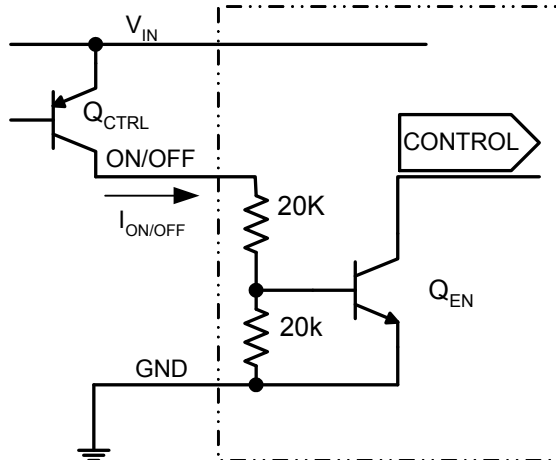 V_IN
Q_CTRL
CONTROL
ON/OFF
I_ON/OFF
20K
Q_EN
20k
GND